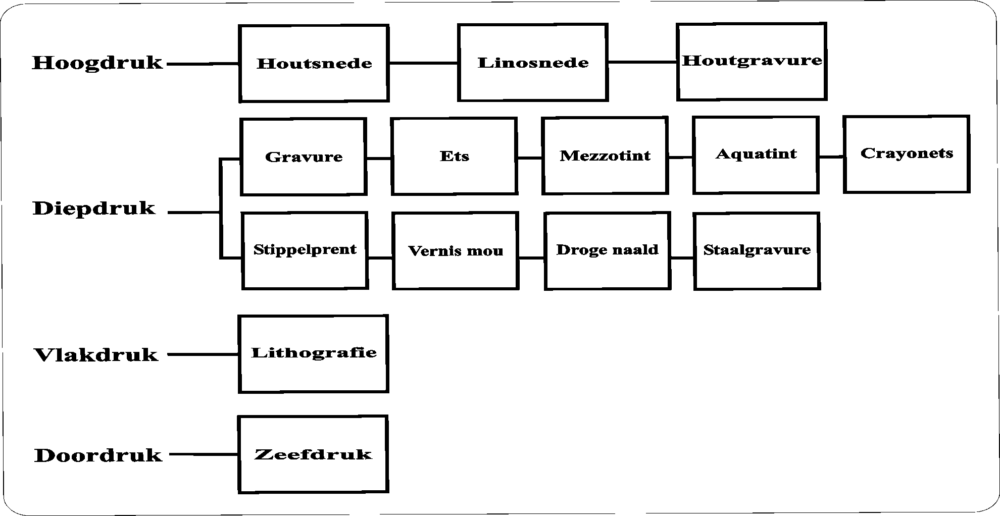 Hoogdruk
Houtsnede
Linosnede
Houtgravure
Diepdruk
Gravure
Ets
Mezzotint
Aquatint
Crayonets
Stippelprent
Vernis mou
Droge naald
Staalgravure
Vlakdruk
Lithografie
Doordruk
Zeefdruk